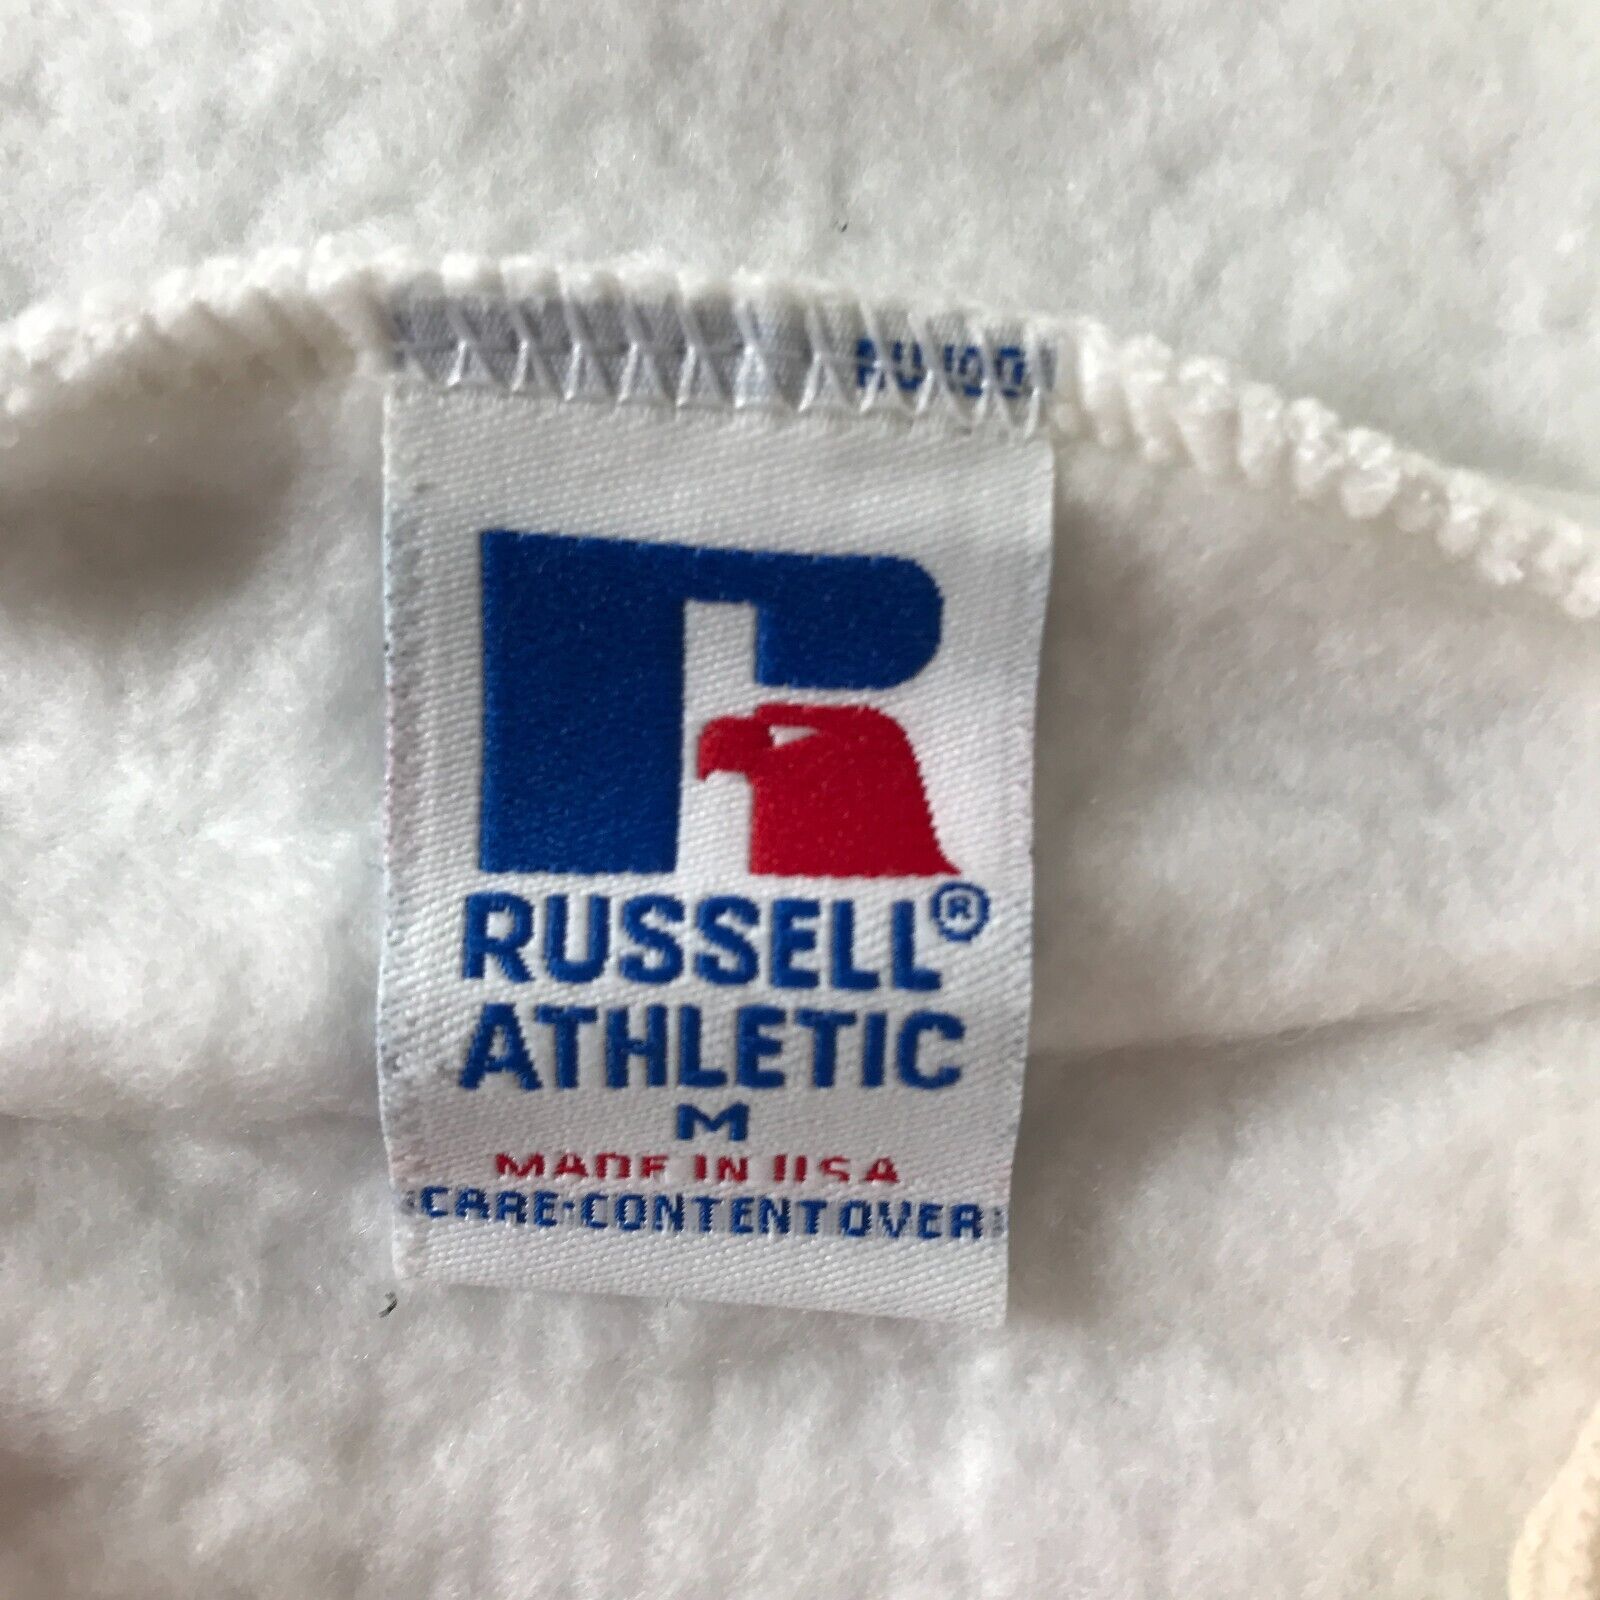 RUSSELL®
ATHLETIC
M
MADE IN USA
CARE·CONTENT OVER